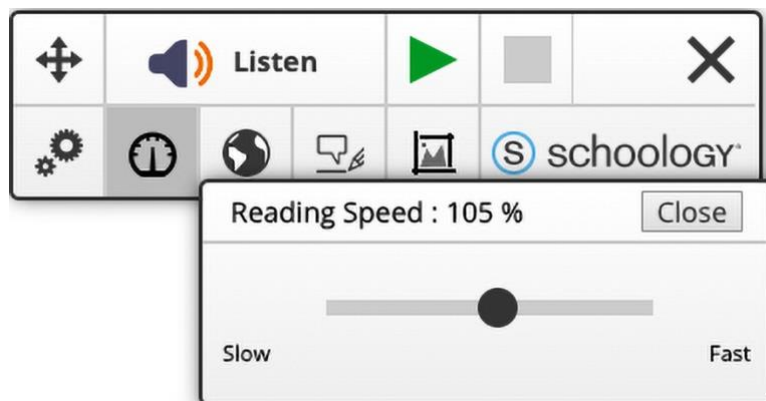 Listen
S schoology
Reading Speed : 105 %
Close
Slow
Fast